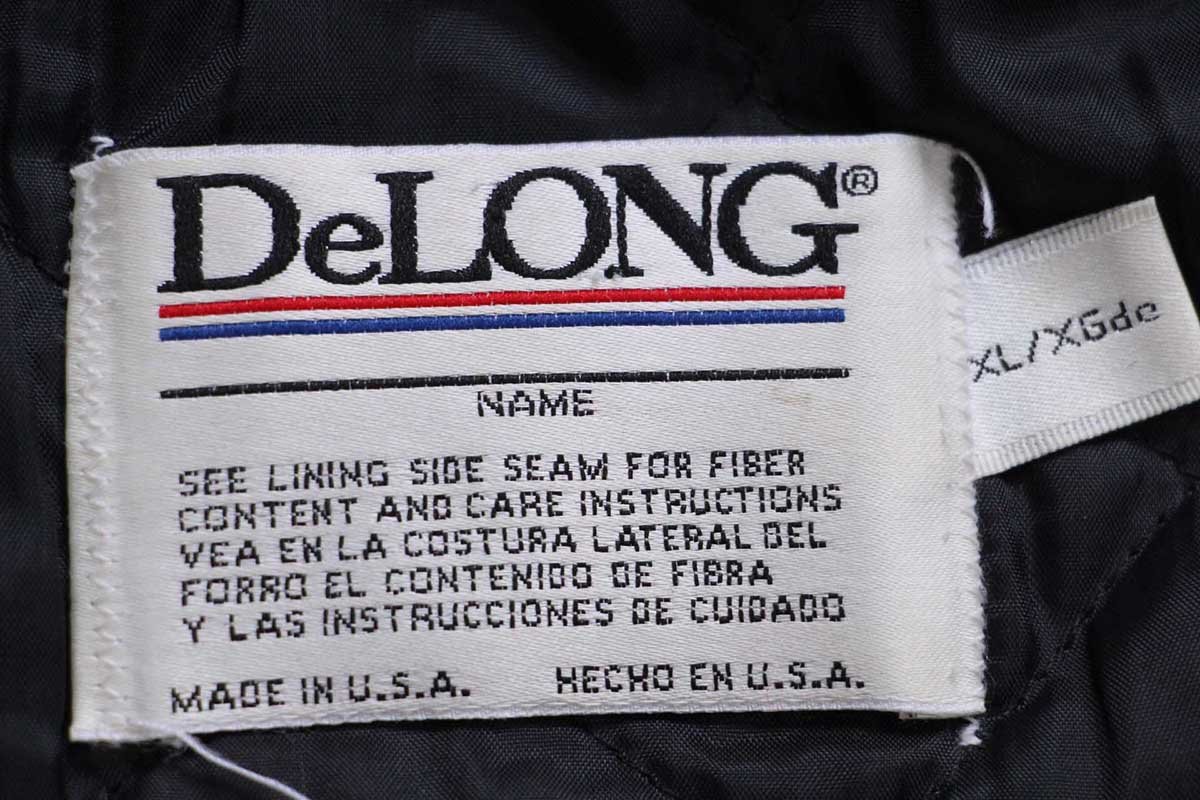 DeLONG®
NAME
SEE LINING SIDE SEAM FOR FIBER
CONTENT AND CARE INSTRUCTIONS
VEA EN LA COSTURA LATERAL DEL
FORRO EL CONTENIDO DE FIBRA
Y LAS INSTRUCCIONES DE CUIDADO
MADE IN U.S.A. HECHO EN U.S.A.
XL/XGde